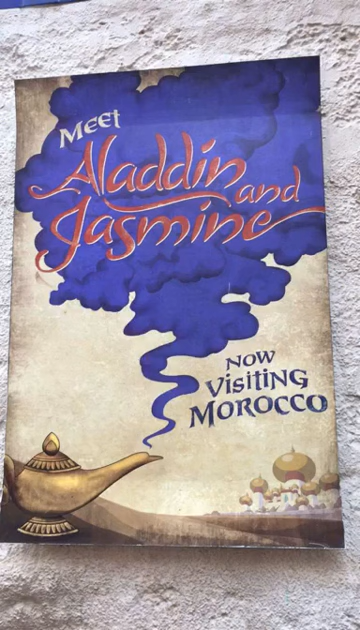 Meet
Aladdin
and
Jasmine
NOW
Visiting
MOROCCO